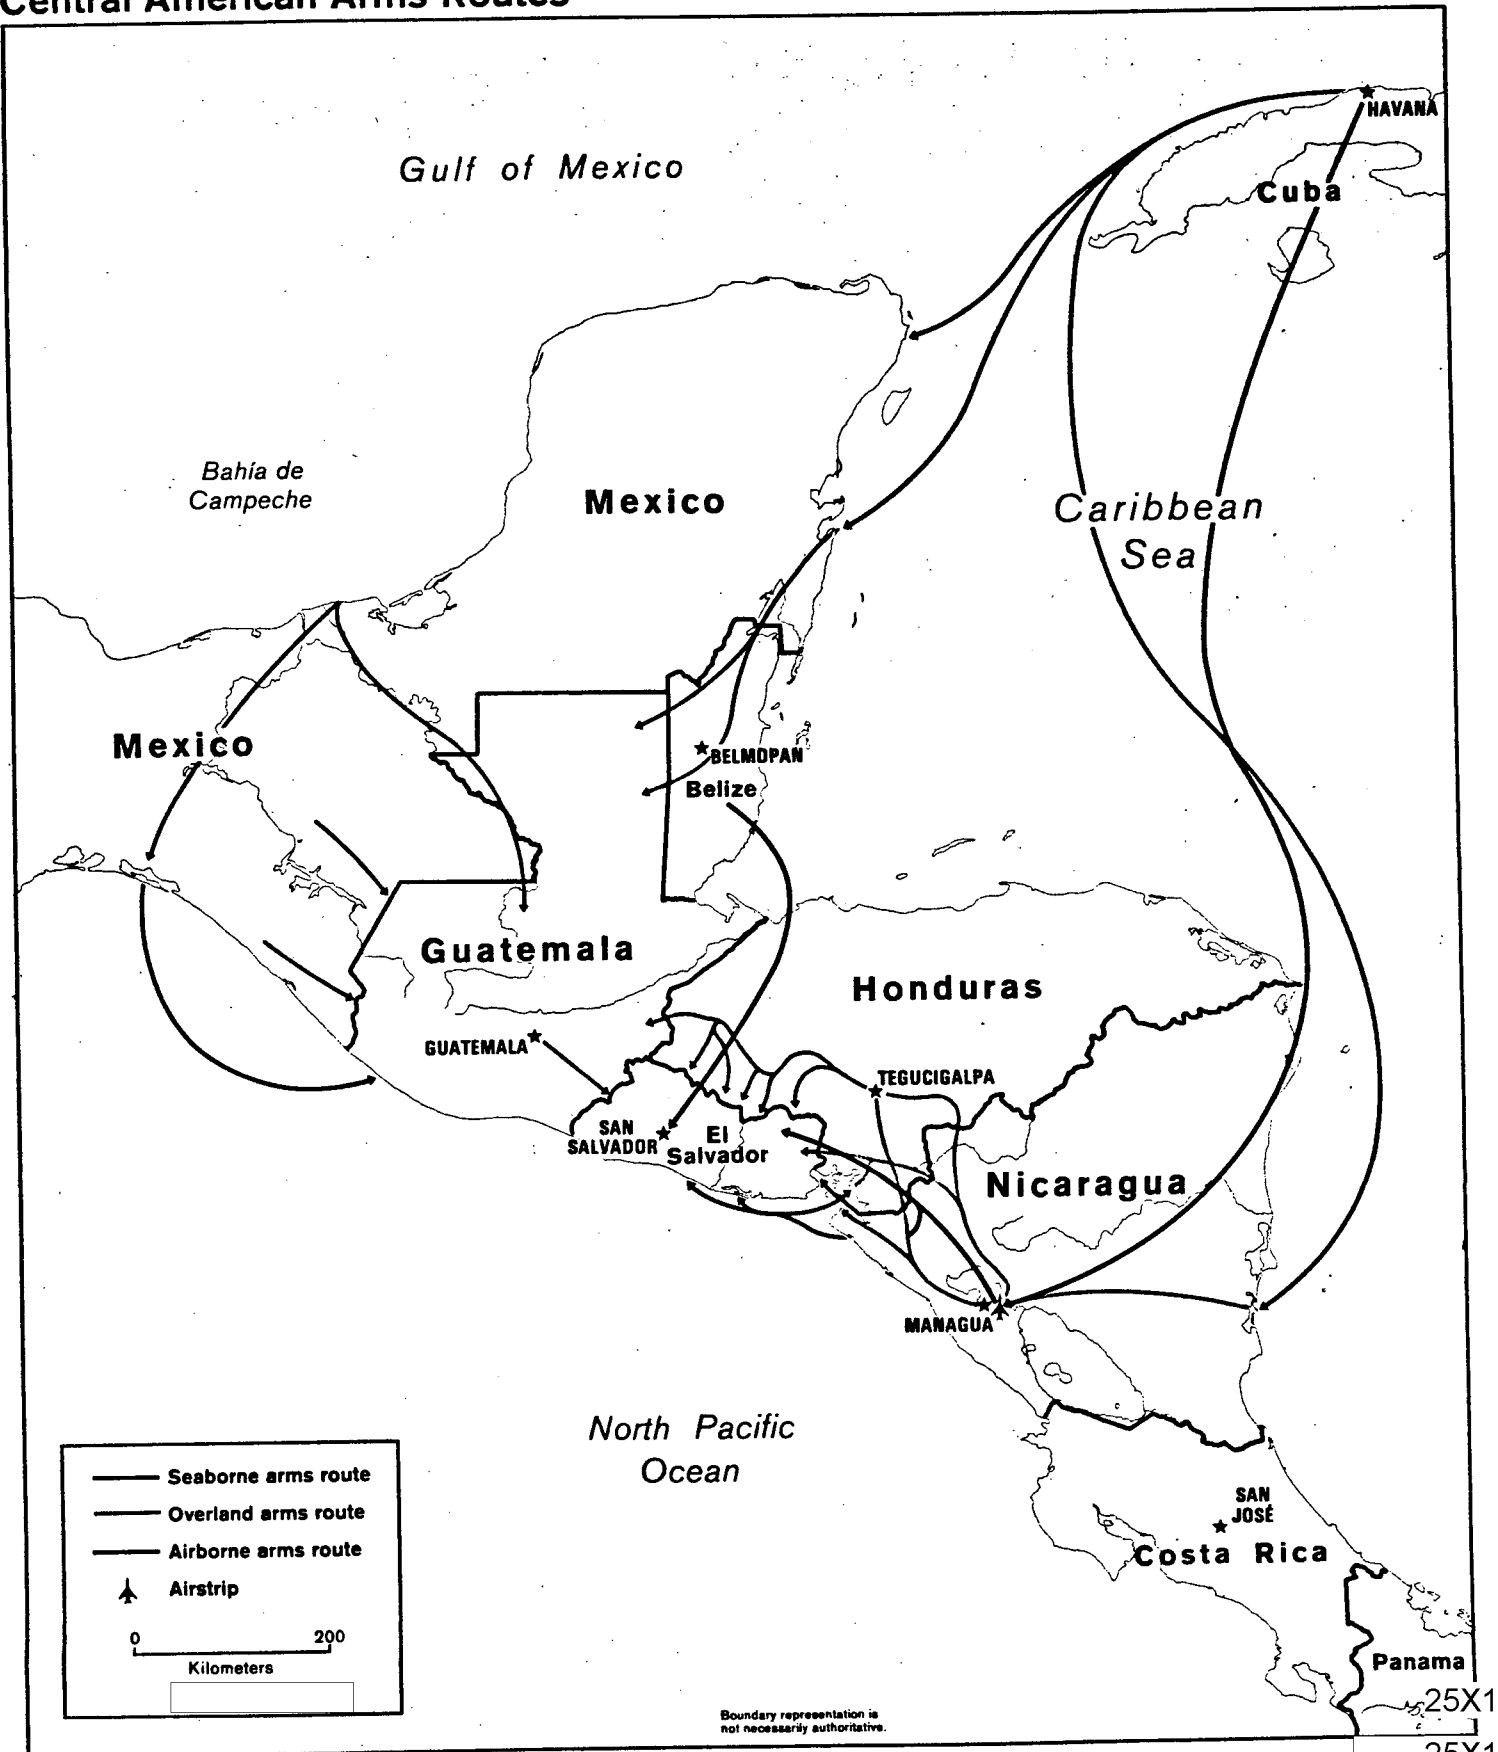 Central American Arms Routes
HAVANA
Gulf of Mexico
Cuba
Bahía de
Campeche
Mexico
Caribbean
Sea
Mexico
BELMOPAN
Belize
Guatemala
Honduras
GUATEMALA
TEGUCIGALPA
SAN
SALVADOR
El
Salvador
Nicaragua
MANAGUA
North Pacific
Ocean
Seaborne arms route
Overland arms route
Airborne arms route
Airstrip
0 200
Kilometers
SAN
JOSÉ
Costa Rica
Panama
25X1
25X1
Boundary representation is
not necessarily authoritative.